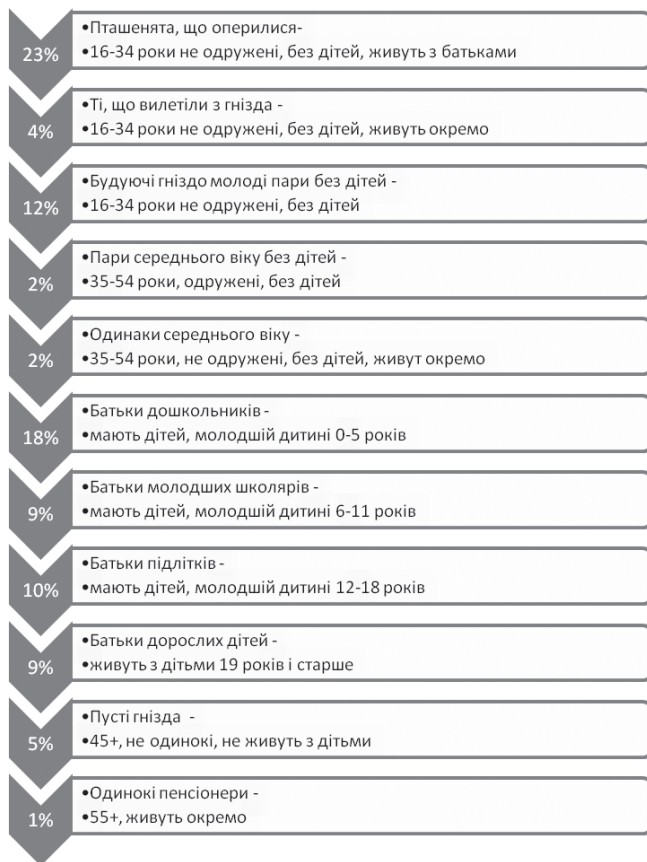 23%
•Пташенята, що оперилися-
•16-34 роки не одружені, без дітей, живуть з батьками
4%
•Ті, що вилетіли з гнізда -
•16-34 роки не одружені, без дітей, живуть окремо
12%
•Будуючі гніздо молоді пари без дітей -
•16-34 роки не одружені, без дітей
2%
•Пари середнього віку без дітей -
•35-54 роки, одружені, без дітей
2%
•Одинаки середнього віку -
•35-54 роки, не одружені, без дітей, живут окремо
18%
•Батьки дошкольників -
•мають дітей, молодшій дитині 0-5 років
9%
•Батьки молодших школярів -
•мають дітей, молодшій дитині 6-11 років
10%
•Батьки підлітків -
•мають дітей, молодшій дитині 12-18 років
9%
•Батьки дорослих дітей -
•живуть з дітьми 19 років і старше
5%
•Пусті гнізда -
•45+, не одинокі, не живуть з дітьми
1%
•Одинокі пенсіонери -
•55+, живуть окремо